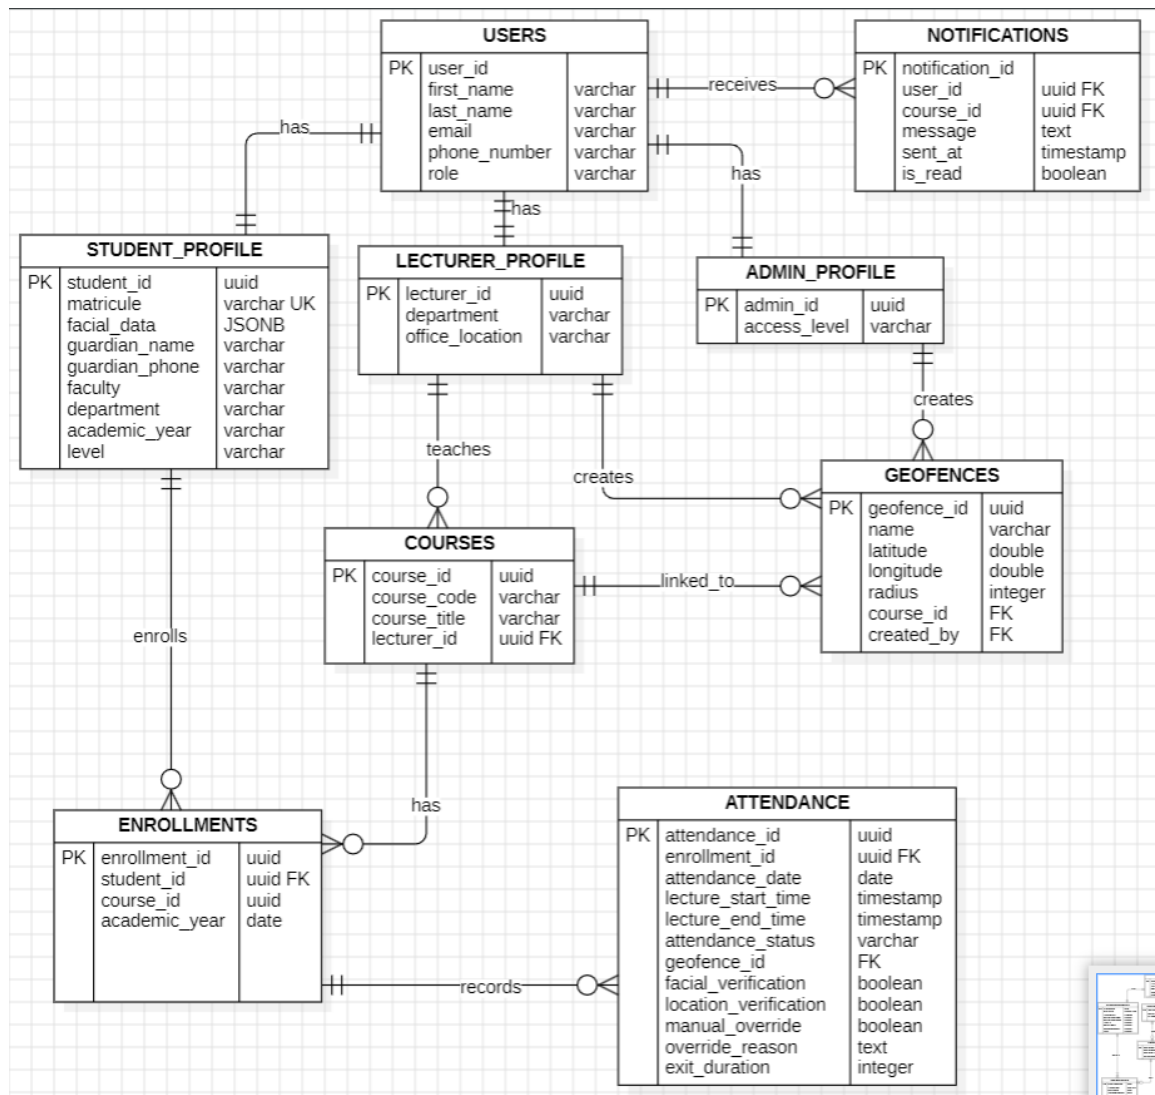 USERS
PK user_id
first_name varchar
last_name varchar
email varchar
phone_number varchar
role varchar
NOTIFICATIONS
PK notification_id
user_id uuid FK
course_id uuid FK
message text
sent_at timestamp
is_read boolean
receives
has
has
has
STUDENT_PROFILE
PK student_id uuid
matricule varchar UK
facial_data JSONB
guardian_name varchar
guardian_phone varchar
faculty varchar
department varchar
academic_year varchar
level varchar
LECTURER_PROFILE
PK lecturer_id uuid
department varchar
office_location varchar
ADMIN_PROFILE
PK admin_id uuid
access_level varchar
creates
teaches
creates
GEOFENCES
PK geofence_id uuid
name varchar
latitude double
longitude double
radius integer
course_id FK
created_by FK
COURSES
PK course_id uuid
course_code varchar
course_title varchar
lecturer_id uuid FK
linked_to
enrolls
has
ENROLLMENTS
PK enrollment_id uuid
student_id uuid FK
course_id uuid
academic_year date
records
ATTENDANCE
PK attendance_id uuid
enrollment_id uuid FK
attendance_date date
lecture_start_time timestamp
lecture_end_time timestamp
attendance_status varchar
geofence_id FK
facial_verification boolean
location_verification boolean
manual_override boolean
override_reason text
exit_duration integer